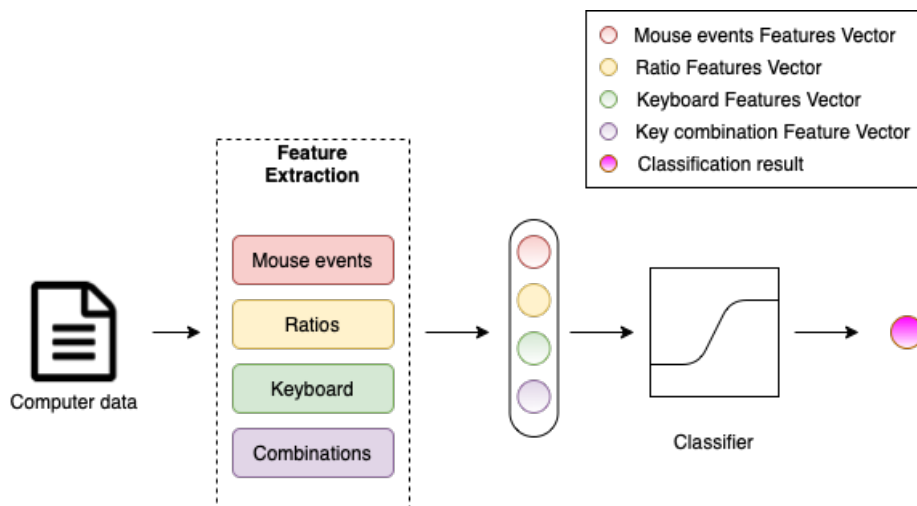 Mouse events Features Vector
Ratio Features Vector
Keyboard Features Vector
Key combination Feature Vector
Classification result
Feature
Extraction
Mouse events
Ratios
Keyboard
Combinations
Computer data
Classifier